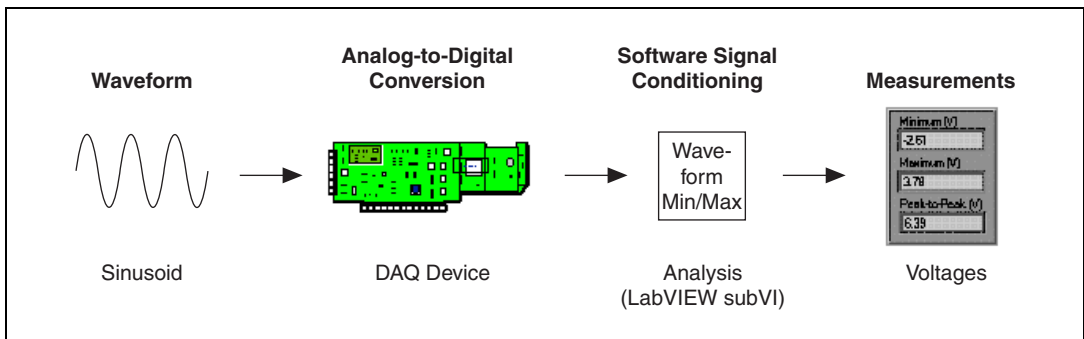 Waveform
Analog-to-Digital
Conversion
Software Signal
Conditioning
Measurements
Wave-
form
Min/Max
Minimum (V)
-2.61
Maximum (V)
3.78
Peak-to-Peak (V)
6.39
Sinusoid
DAQ Device
Analysis
(LabVIEW subVI)
Voltages